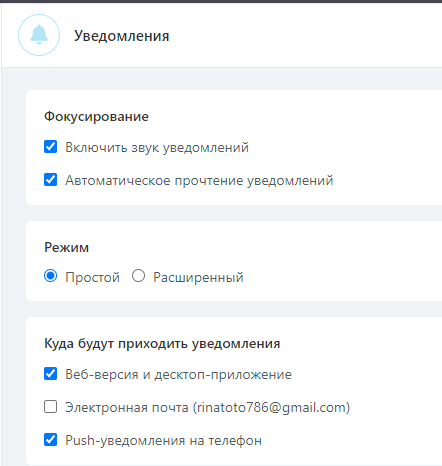 Уведомления
Фокусирование
Включить звук уведомлений
Автоматическое прочтение уведомлений
Режим
Простой Расширенный
Куда будут приходить уведомления
Веб-версия и десктоп-приложение
Электронная почта (rinatoto786@gmail.com)
Push-уведомления на телефон